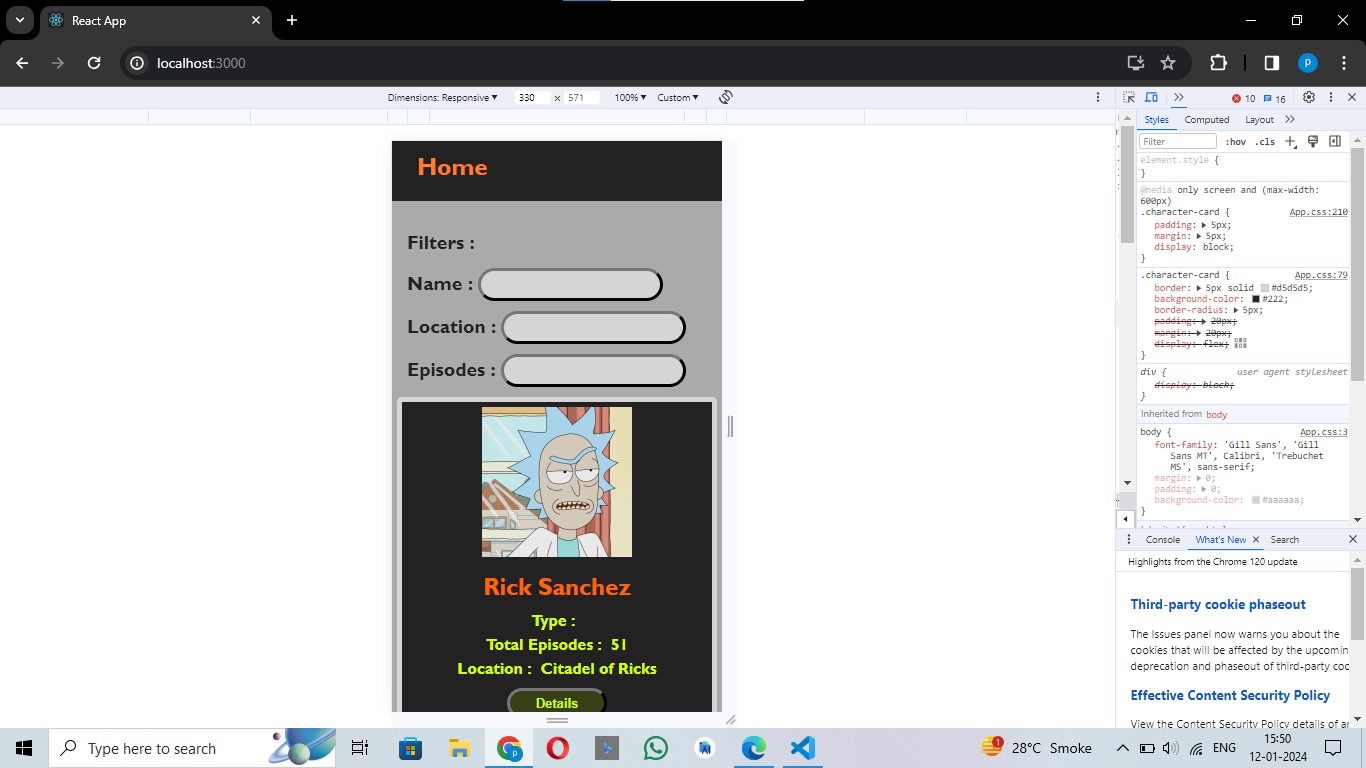 React App
localhost:3000
p
Dimensions: Responsive ▼ 330 × 571 100% ▼ Custom ▼
10 16
Home
Filters :
Name :
Location :
Episodes :
Rick Sanchez
Type :
Total Episodes : 51
Location : Citadel of Ricks
Details
Styles Computed Layout
Filter :hov .cls
element.style {
}
@media only screen and (max-width:
600px)
.character-card { App.css:210
padding: 5px;
margin: 5px;
display: block;
}
.character-card { App.css:79
border: 5px solid #d5d5d5;
background-color: #222;
border-radius: 5px;
padding: 20px;
margin: 20px;
display: flex;
}
div { user agent stylesheet
display: block;
}
Inherited from body
body { App.css:3
font-family: 'Gill Sans', 'Gill
Sans MT', Calibri, 'Trebuchet
MS', sans-serif;
margin: 0;
padding: 0;
background-color: #aaaaaa;
}
Console What's New Search
Highlights from the Chrome 120 update
Third-party cookie phaseout
The Issues panel now warns you about the
cookies that will be affected by the upcomin
deprecation and phaseout of third-party coo
Effective Content Security Policy
View the Content Security Policy details of
Type here to search
28°C Smoke
ENG
15:50
12-01-2024